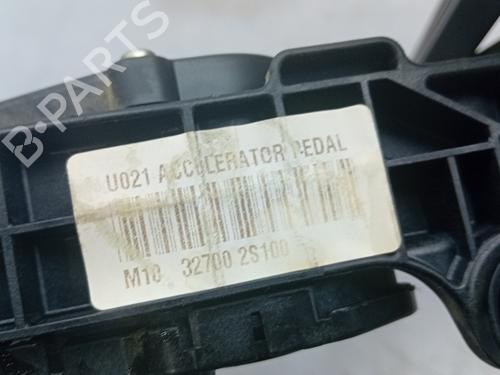 B-PARTS
U021 ACCELERATOR PEDAL
M10 32700 2S100